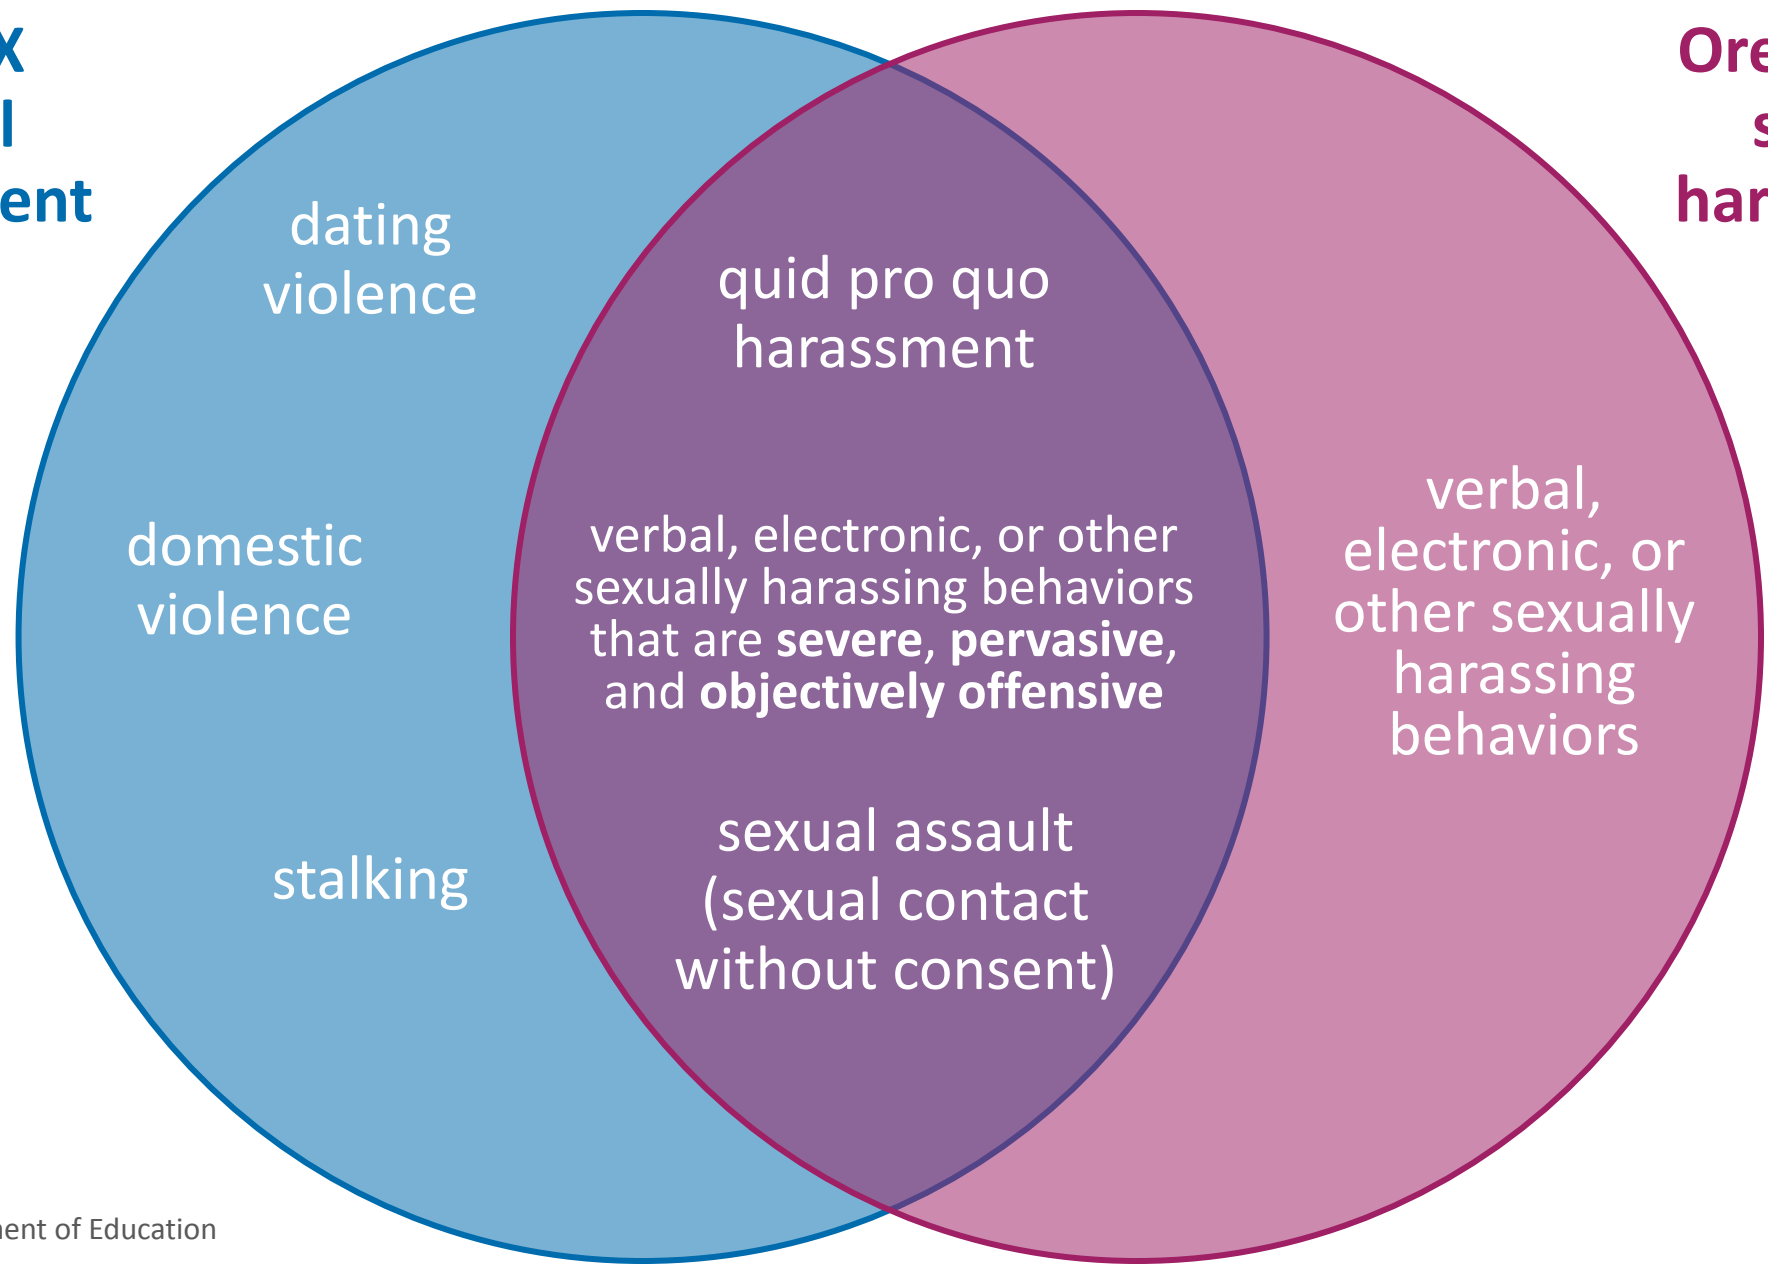 X
l
ent
Ore
s
har
dating
violence
domestic
violence
stalking
quid pro quo
harassment
verbal, electronic, or other
sexually harassing behaviors
that are severe, pervasive,
and objectively offensive
sexual assault
(sexual contact
without consent)
verbal,
electronic, or
other sexually
harassing
behaviors
ent of Education